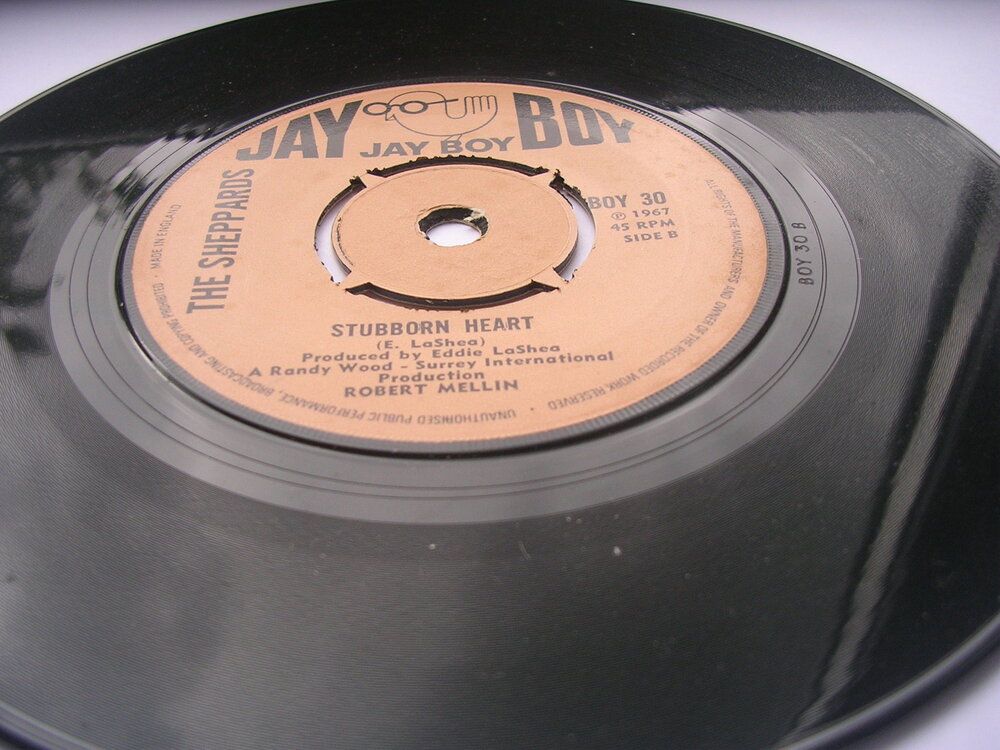 JAY BOY
JAY BOY
THE SHEPPARDS
BOY 30
℗ 1967
45 RPM
SIDE B
STUBBORN HEART
(E. LaShea)
Produced by Eddie LaShea
A Randy Wood - Surrey International
Production
ROBERT MELLIN
ALL RIGHTS OF THE MANUFACTURERS AND OWNER OF THE RECORDED WORK RESERVED
UNAUTHORISED PUBLIC PERFORMANCE, BROADCASTING AND COPYING PROHIBITED · MADE IN ENGLAND
BOY 30 B